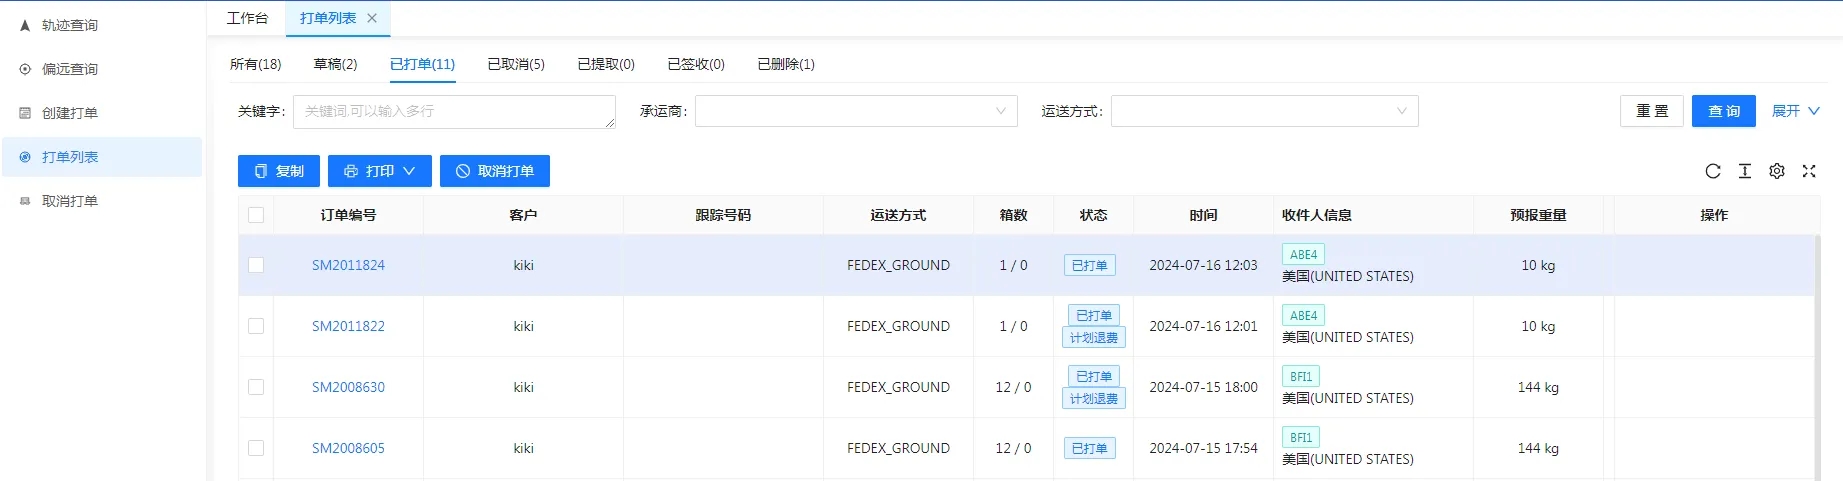 轨迹查询
偏远查询
创建打单
打单列表
取消打单
工作台 打单列表
所有(18) 草稿(2) 已打单(11) 已取消(5) 已提取(0) 已签收(0) 已删除(1)
关键字: 关键词,可以输入多行 承运商: 运送方式: 重 置 查 询 展开
复制 打印 取消打单
订单编号 客户 跟踪号码 运送方式 箱数 状态 时间 收件人信息 预报重量 操作
SM2011824 kiki FEDEX_GROUND 1 / 0 已打单 2024-07-16 12:03 ABE4 10 kg
美国(UNITED STATES)
SM2011822 kiki FEDEX_GROUND 1 / 0 已打单 2024-07-16 12:01 ABE4 10 kg
计划退费 美国(UNITED STATES)
SM2008630 kiki FEDEX_GROUND 12 / 0 已打单 2024-07-15 18:00 BFI1 144 kg
计划退费 美国(UNITED STATES)
SM2008605 kiki FEDEX_GROUND 12 / 0 已打单 2024-07-15 17:54 BFI1 144 kg
美国(UNITED STATES)